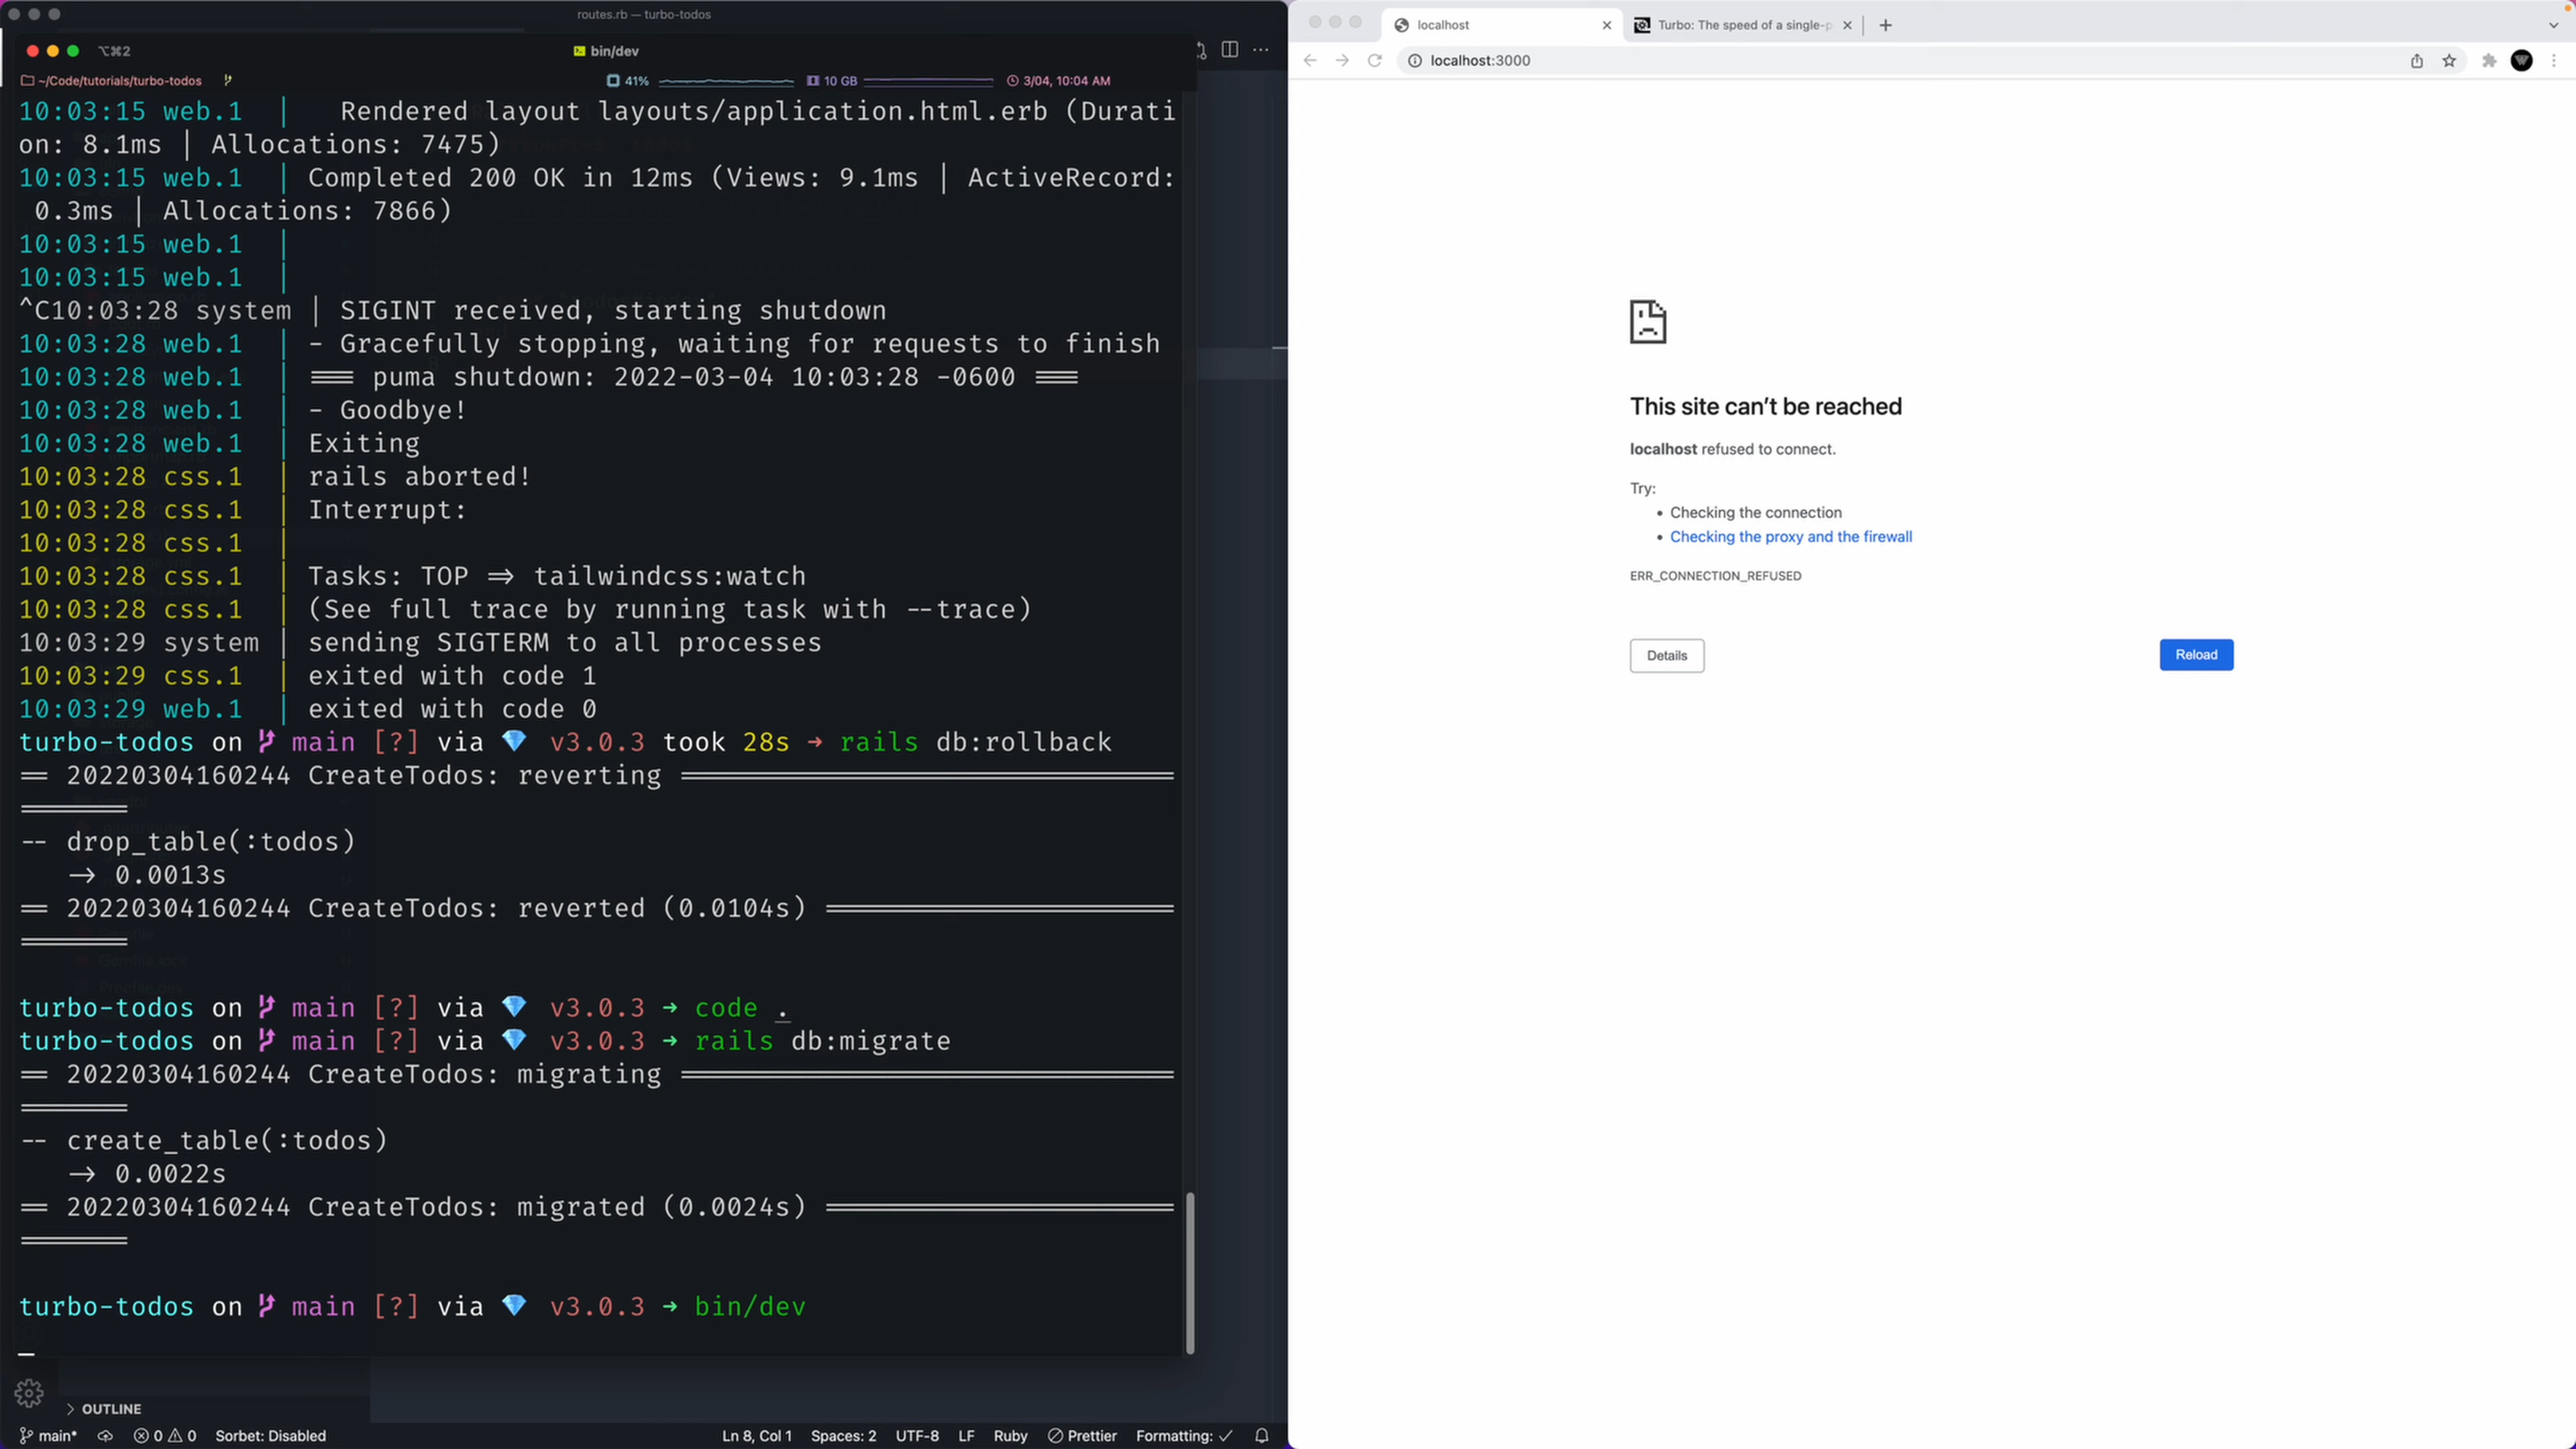 routes.rb — turbo-todos
⌥⌘2
bin/dev
~/Code/tutorials/turbo-todos
41%
10 GB
3/04, 10:04 AM
10:03:15 web.1  |   Rendered layout layouts/application.html.erb (Durati
on: 8.1ms | Allocations: 7475)
10:03:15 web.1  | Completed 200 OK in 12ms (Views: 9.1ms | ActiveRecord:
 0.3ms | Allocations: 7866)
10:03:15 web.1  |
10:03:15 web.1  |
^C10:03:28 system | SIGINT received, starting shutdown
10:03:28 web.1  | - Gracefully stopping, waiting for requests to finish
10:03:28 web.1  | === puma shutdown: 2022-03-04 10:03:28 -0600 ===
10:03:28 web.1  | - Goodbye!
10:03:28 web.1  | Exiting
10:03:28 css.1  | rails aborted!
10:03:28 css.1  | Interrupt:
10:03:28 css.1  |
10:03:28 css.1  | Tasks: TOP => tailwindcss:watch
10:03:28 css.1  | (See full trace by running task with --trace)
10:03:29 system | sending SIGTERM to all processes
10:03:29 css.1  | exited with code 1
10:03:29 web.1  | exited with code 0
turbo-todos on main [?] via 💎 v3.0.3 took 28s → rails db:rollback
== 20220304160244 CreateTodos: reverting ==============================
=======
-- drop_table(:todos)
   -> 0.0013s
== 20220304160244 CreateTodos: reverted (0.0104s) =====================
=======
turbo-todos on main [?] via 💎 v3.0.3 → code .
turbo-todos on main [?] via 💎 v3.0.3 → rails db:migrate
== 20220304160244 CreateTodos: migrating ==============================
=======
-- create_table(:todos)
   -> 0.0022s
== 20220304160244 CreateTodos: migrated (0.0024s) =====================
=======
turbo-todos on main [?] via 💎 v3.0.3 → bin/dev
OUTLINE
main*
0 0
Sorbet: Disabled
Ln 8, Col 1
Spaces: 2
UTF-8
LF
Ruby
Prettier
Formatting: ✓
localhost
Turbo: The speed of a single-p
localhost:3000
This site can’t be reached
localhost refused to connect.
Try:
• Checking the connection
• Checking the proxy and the firewall
ERR_CONNECTION_REFUSED
Details
Reload